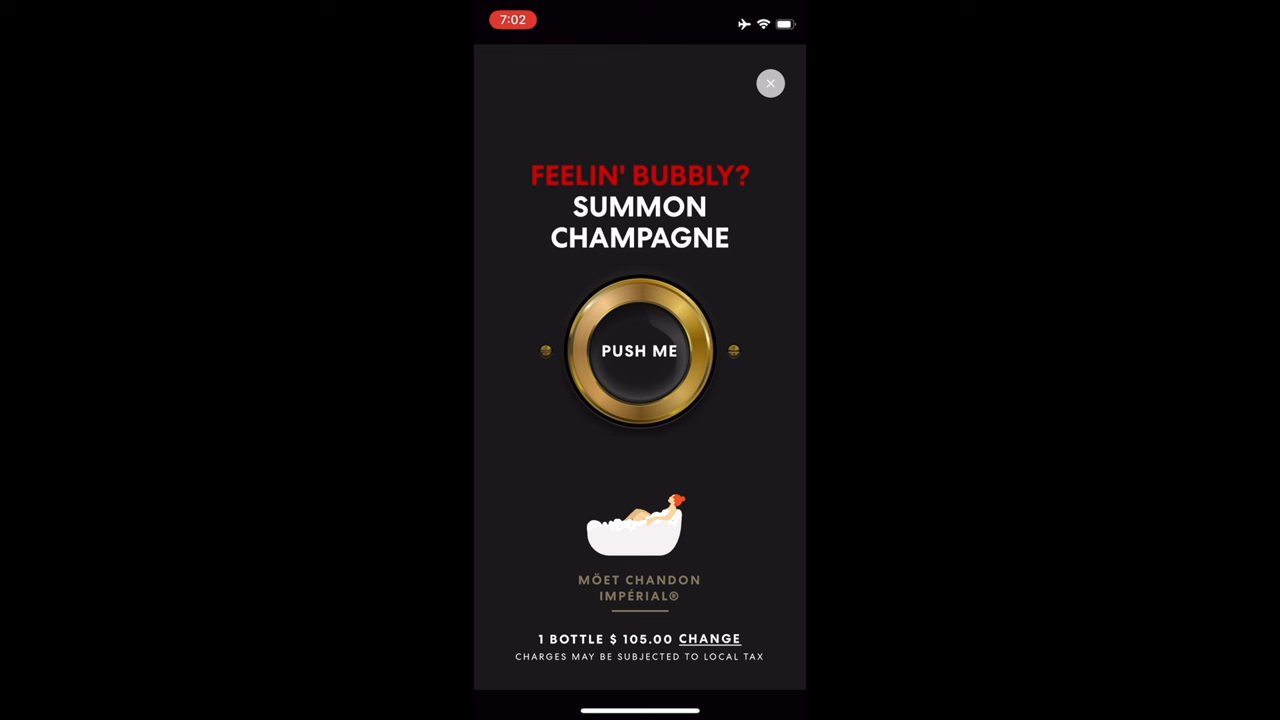 7:02
FEELIN' BUBBLY?
SUMMON
CHAMPAGNE
PUSH ME
MÖET CHANDON
IMPÉRIAL®
1 BOTTLE $ 105.00 CHANGE
CHARGES MAY BE SUBJECTED TO LOCAL TAX